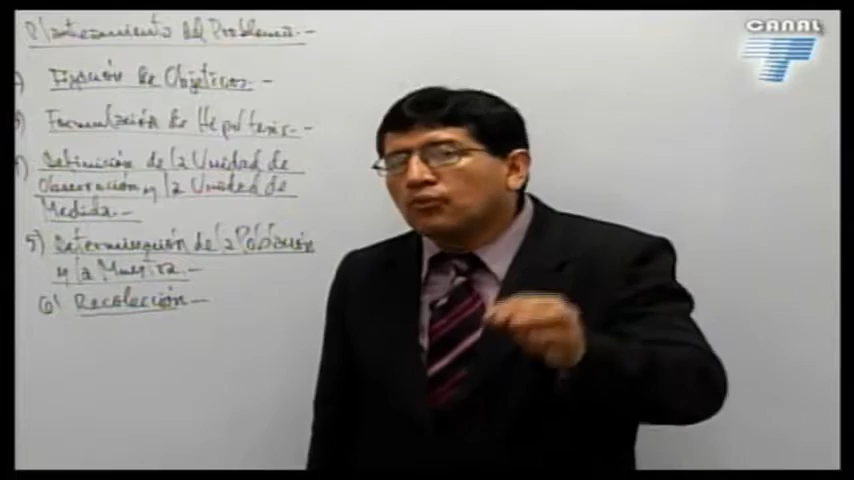 Planteamiento del Problema.-
) Fijación de Objetivos.-
) Formulación de Hipótesis.-
) Definición de la Unidad de
Observación y la Unidad de
Medida.-
5) Determinación de la Población
y la Muestra.-
6) Recolección.-
CANAL
T